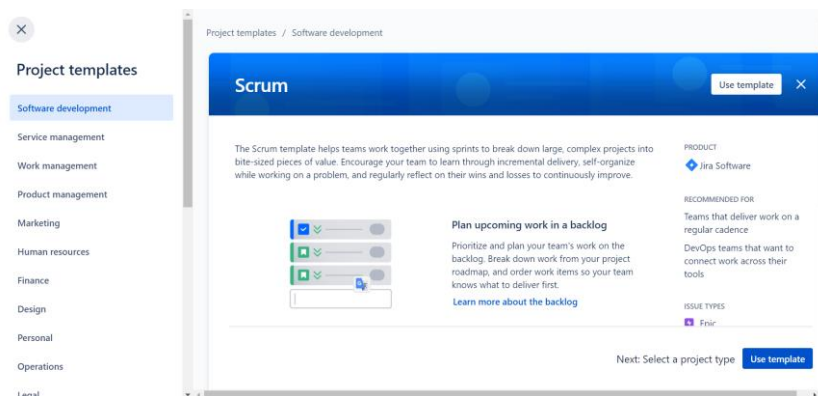 Project templates
Software development
Service management
Work management
Product management
Marketing
Human resources
Finance
Design
Personal
Operations
Legal
Project templates / Software development
Scrum
Use template
The Scrum template helps teams work together using sprints to break down large, complex projects into
bite-sized pieces of value. Encourage your team to learn through incremental delivery, self-organize
while working on a problem, and regularly reflect on their wins and losses to continuously improve.
Plan upcoming work in a backlog
Prioritize and plan your team's work on the
backlog. Break down work from your project
roadmap, and order work items so your team
knows what to deliver first.
Learn more about the backlog
PRODUCT
Jira Software
RECOMMENDED FOR
Teams that deliver work on a
regular cadence
DevOps teams that want to
connect work across their
tools
ISSUE TYPES
Epic
Next: Select a project type
Use template